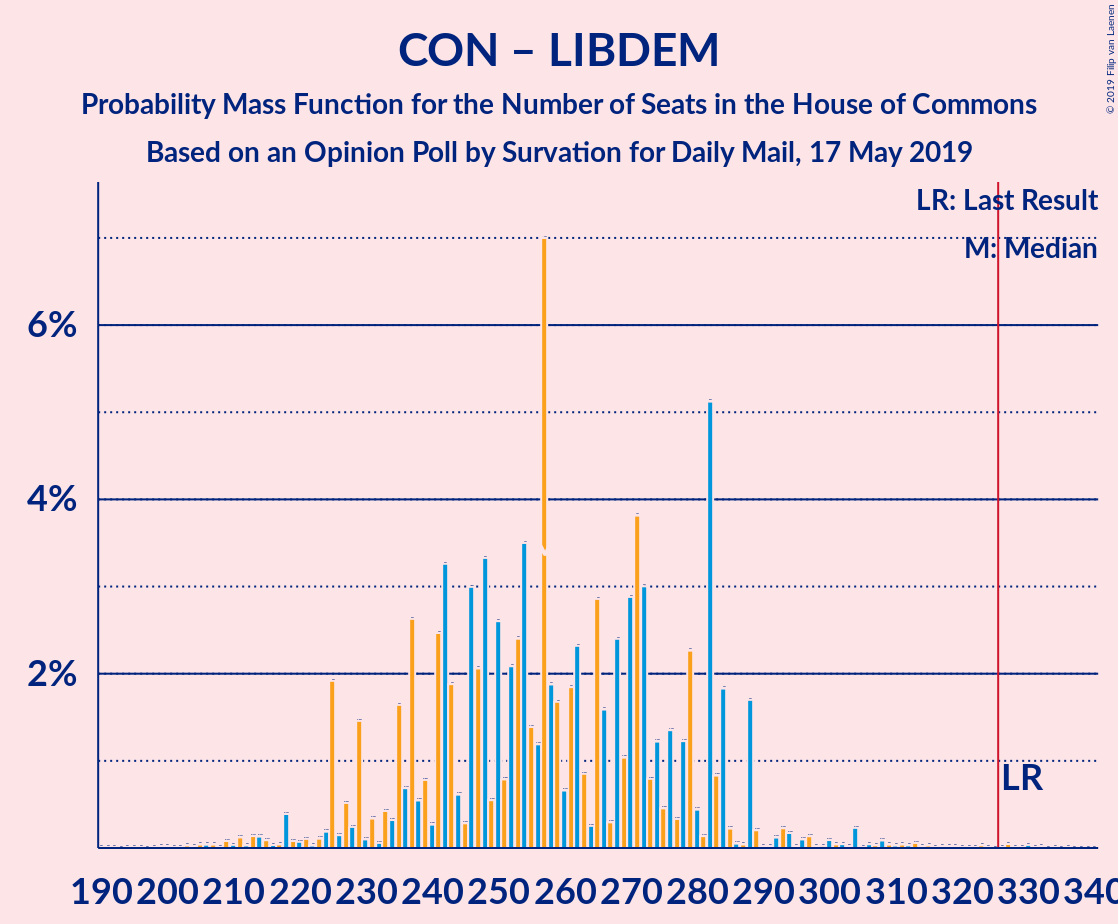 CON – LIBDEM
Probability Mass Function for the Number of Seats in the House of Commons
Based on an Opinion Poll by Survation for Daily Mail, 17 May 2019
© 2019 Filip van Laenen
LR: Last Result
M: Median
6%
4%
2%
LR
190 200 210 220 230 240 250 260 270 280 290 300 310 320 330 340